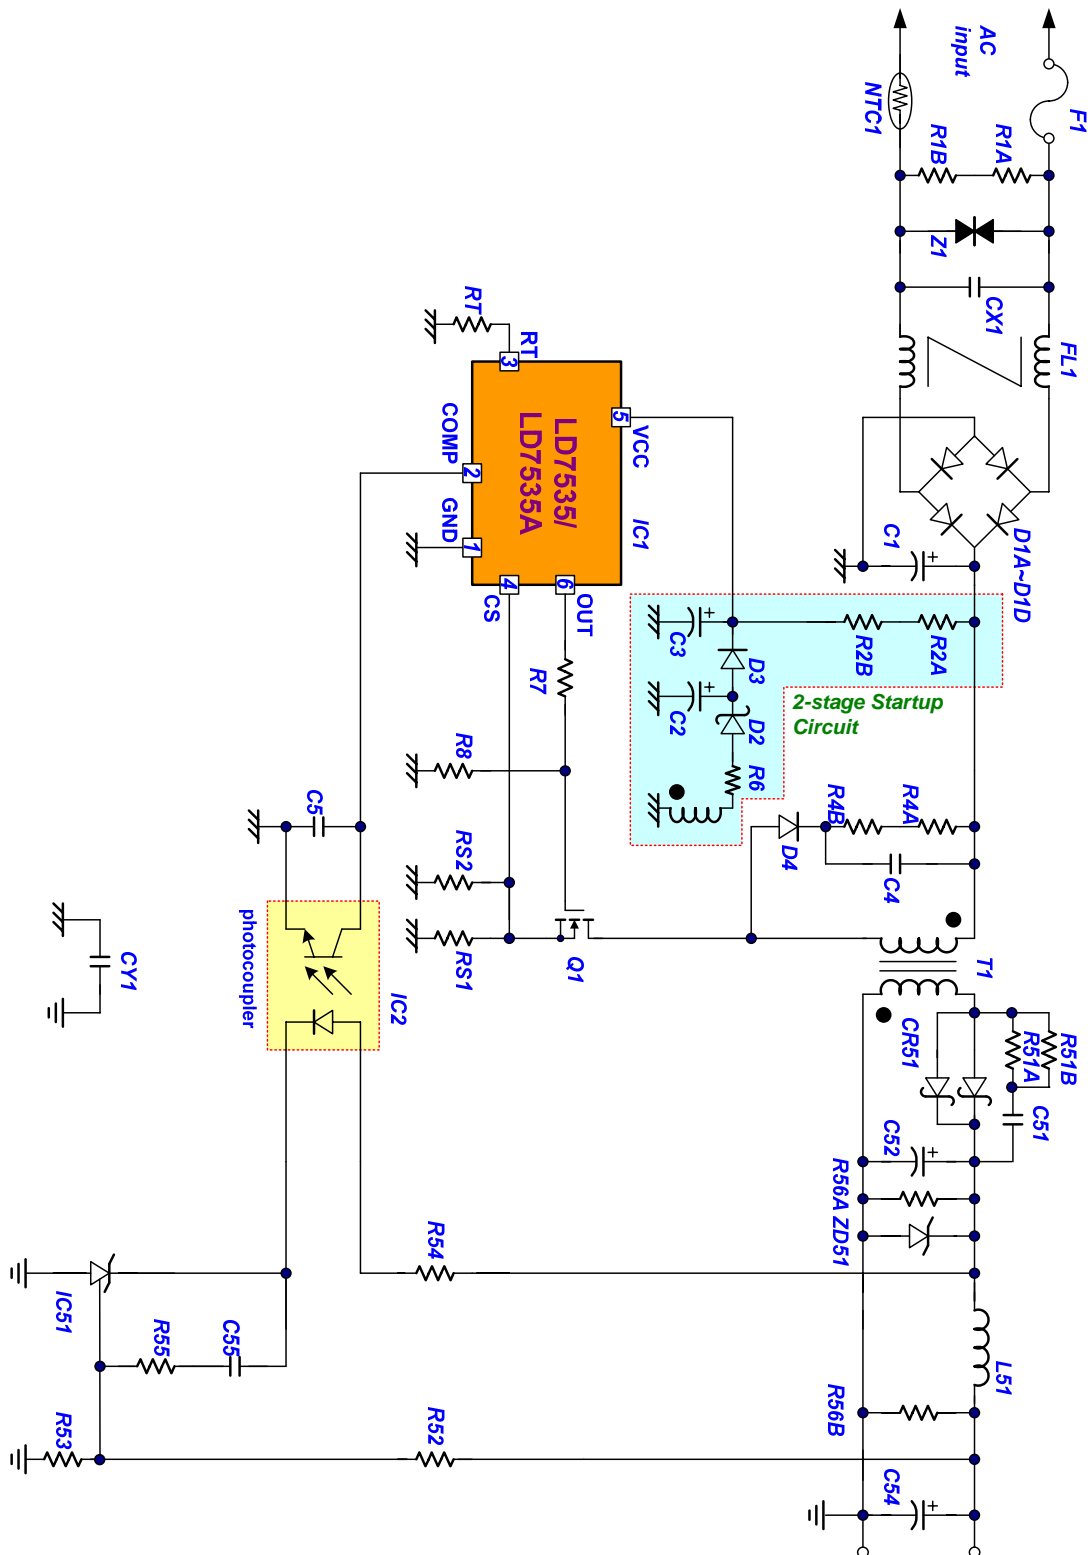 AC
input
F1
NTC1
R1A
R1B
Z1
CX1
FL1
D1A~D1D
C1
+
R2A
R2B
2-stage Startup
Circuit
C3
+
D3
C2
+
D2
R6
R4A
R4B
C4
D4
T1
CR51
R51A
R51B
C51
C52
+
R56A
ZD51
L51
R56B
C54
+
RT
RT
3
5
VCC
COMP
2
GND
1
LD7535/
LD7535A
IC1
4
CS
6
OUT
R7
R8
RS2
RS1
Q1
C5
IC2
photocoupler
CY1
R54
IC51
R55
C55
R52
R53